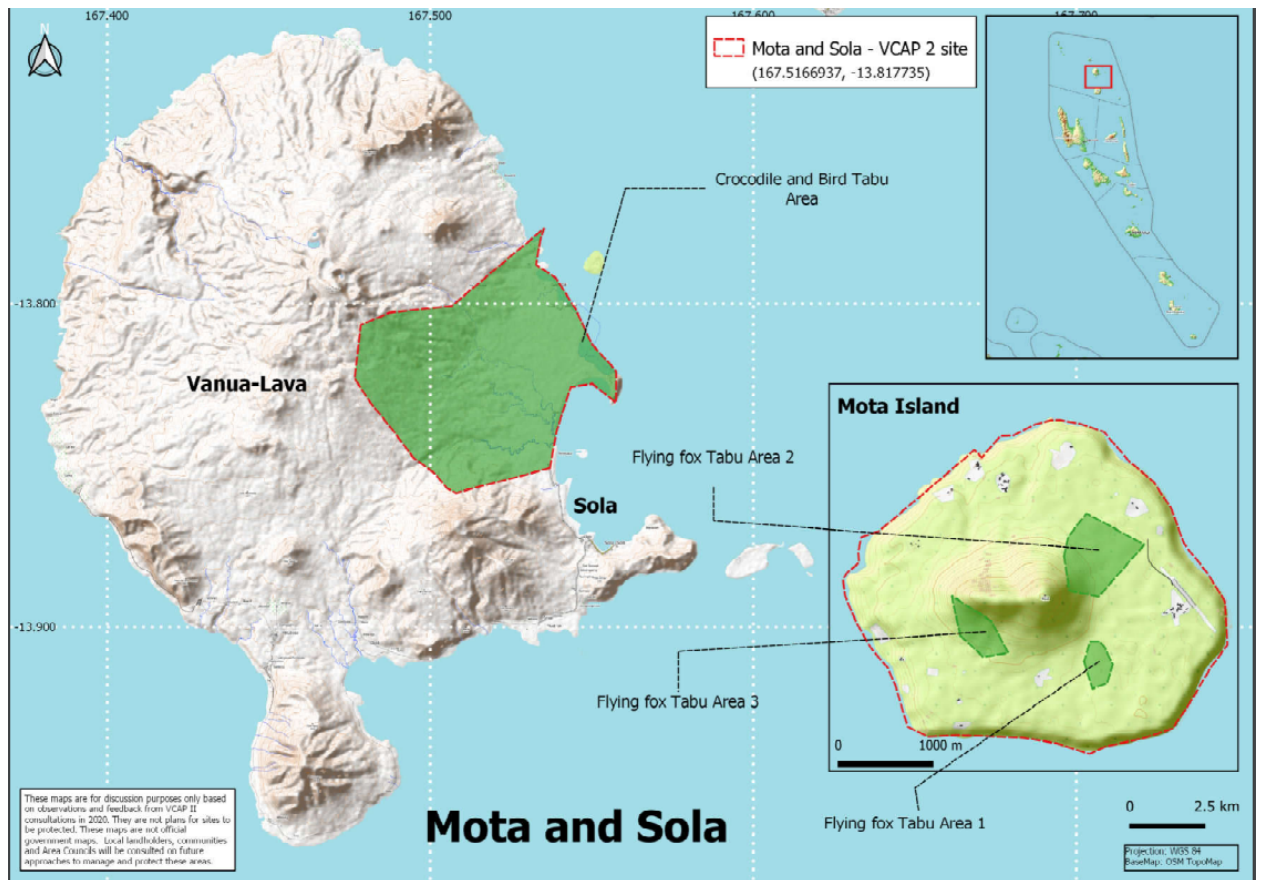 167.400
167.500
167.600
167.700
N
Mota and Sola - VCAP 2 site
(167.5166937, -13.817735)
Crocodile and Bird Tabu
Area
-13.800
Vanua-Lava
Mota Island
Flying fox Tabu Area 2
Sola
-13.900
Flying fox Tabu Area 3
0
1000 m
Flying fox Tabu Area 1
0
2.5 km
Mota and Sola
These maps are for discussion purposes only based
on observations and feedback from VCAP II
consultations in 2020. They are not plans for sites to
be protected. These maps are not official
government maps. Local landholders, communities
and Area Councils will be consulted on future
approaches to manage and protect these areas.
Projection: WGS 84
BaseMap: OSM TopoMap